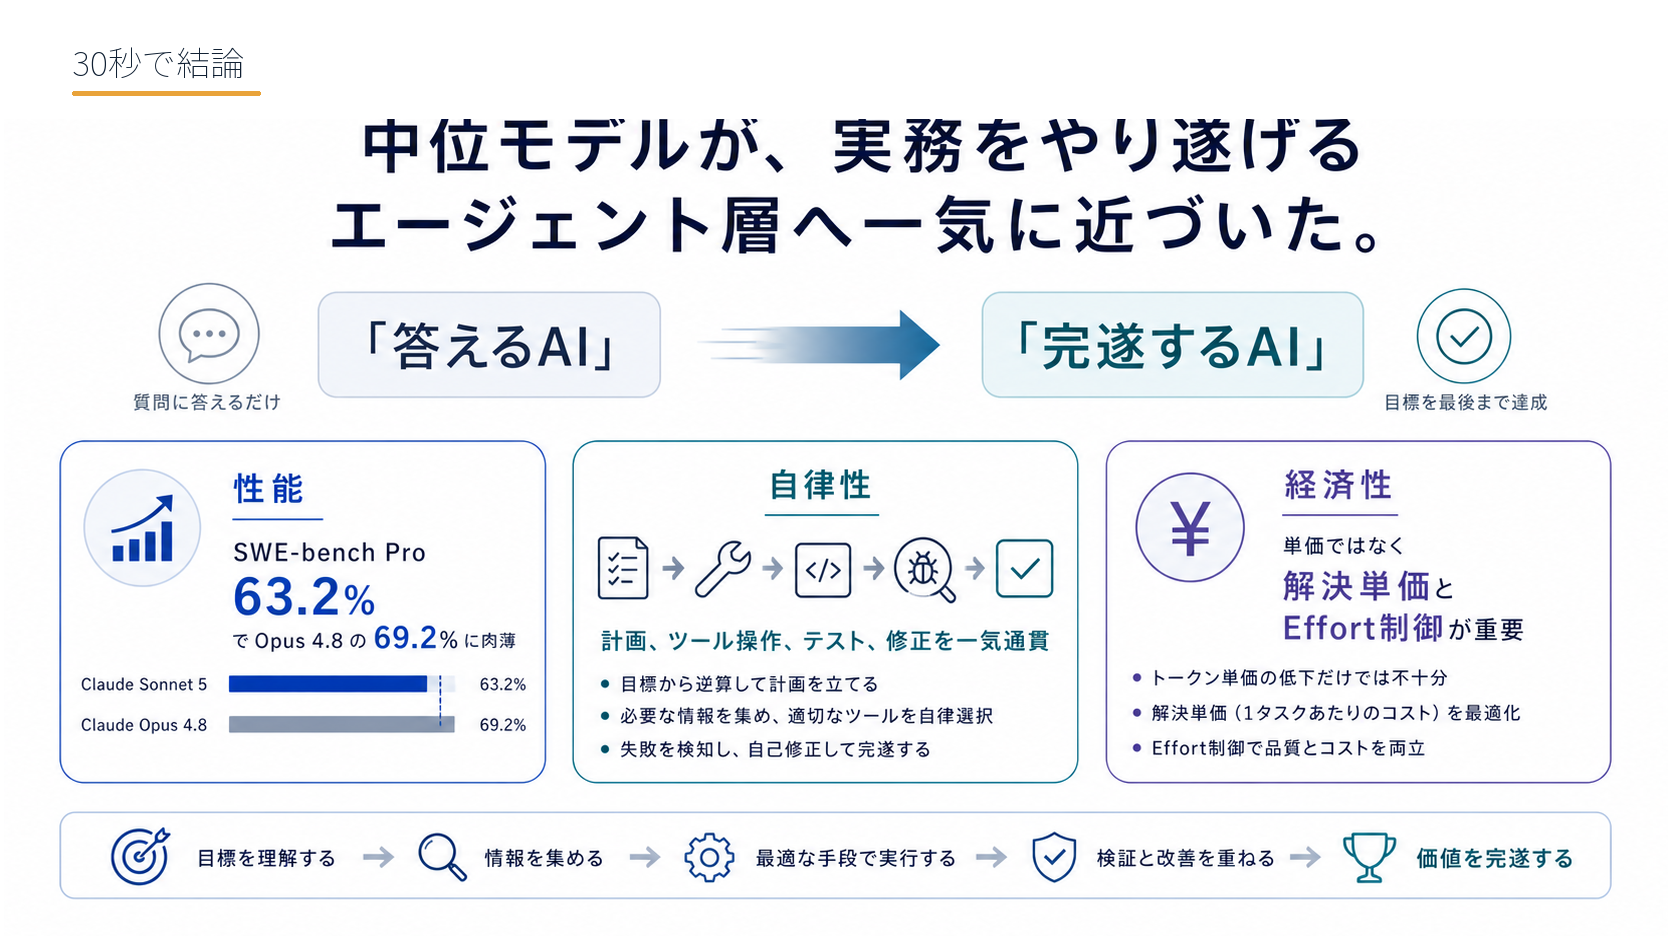 30秒で結論
中位モデルが、実務をやり遂げる
エージェント層へ一気に近づいた。
「答えるAI」
「完遂するAI」
質問に答えるだけ
目標を最後まで達成
性能
SWE-bench Pro
63.2%
で Opus 4.8 の 69.2% に肉薄
Claude Sonnet 5 63.2%
Claude Opus 4.8 69.2%
自律性
</>
計画、ツール操作、テスト、修正を一気通貫
• 目標から逆算して計画を立てる
• 必要な情報を集め、適切なツールを自律選択
• 失敗を検知し、自己修正して完遂する
¥
経済性
単価ではなく
解決単価と
Effort制御が重要
• トークン単価の低下だけでは不十分
• 解決単価（1タスクあたりのコスト）を最適化
• Effort制御で品質とコストを両立
目標を理解する
情報を集める
最適な手段で実行する
検証と改善を重ねる
価値を完遂する